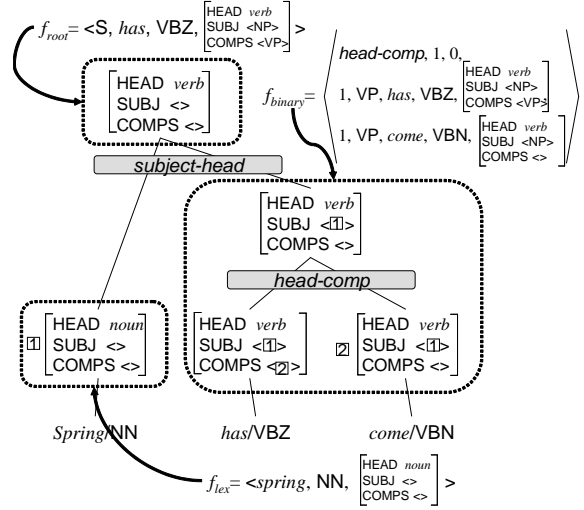 f_root= <S, has, VBZ, [HEAD verb SUBJ <NP> COMPS <VP>] >
HEAD verb
SUBJ <>
COMPS <>
f_binary=
head-comp, 1, 0,
1, VP, has, VBZ, [HEAD verb SUBJ <NP> COMPS <VP>]
1, VP, come, VBN, [HEAD verb SUBJ <NP> COMPS <>]
subject-head
HEAD verb
SUBJ <1>
COMPS <>
head-comp
1 HEAD noun
SUBJ <>
COMPS <>
HEAD verb
SUBJ <1>
COMPS <2>
2 HEAD verb
SUBJ <1>
COMPS <>
Spring/NN
has/VBZ
come/VBN
f_lex= <spring, NN, [HEAD noun SUBJ <> COMPS <>] >